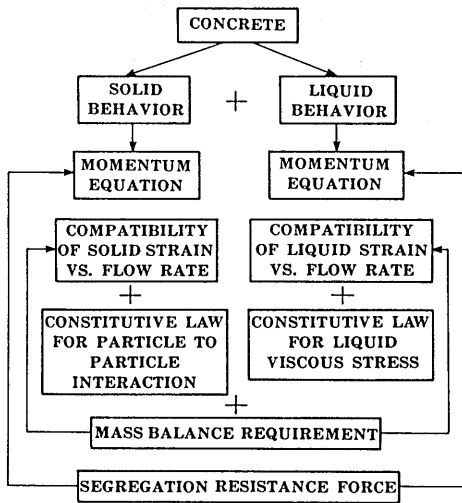 CONCRETE
SOLID
BEHAVIOR
+
LIQUID
BEHAVIOR
MOMENTUM
EQUATION
MOMENTUM
EQUATION
COMPATIBILITY
OF SOLID STRAIN
VS. FLOW RATE
COMPATIBILITY
OF LIQUID STRAIN
VS. FLOW RATE
+
+
CONSTITUTIVE LAW
FOR PARTICLE TO
PARTICLE
INTERACTION
CONSTITUTIVE LAW
FOR LIQUID
VISCOUS STRESS
+
MASS BALANCE REQUIREMENT
SEGREGATION RESISTANCE FORCE